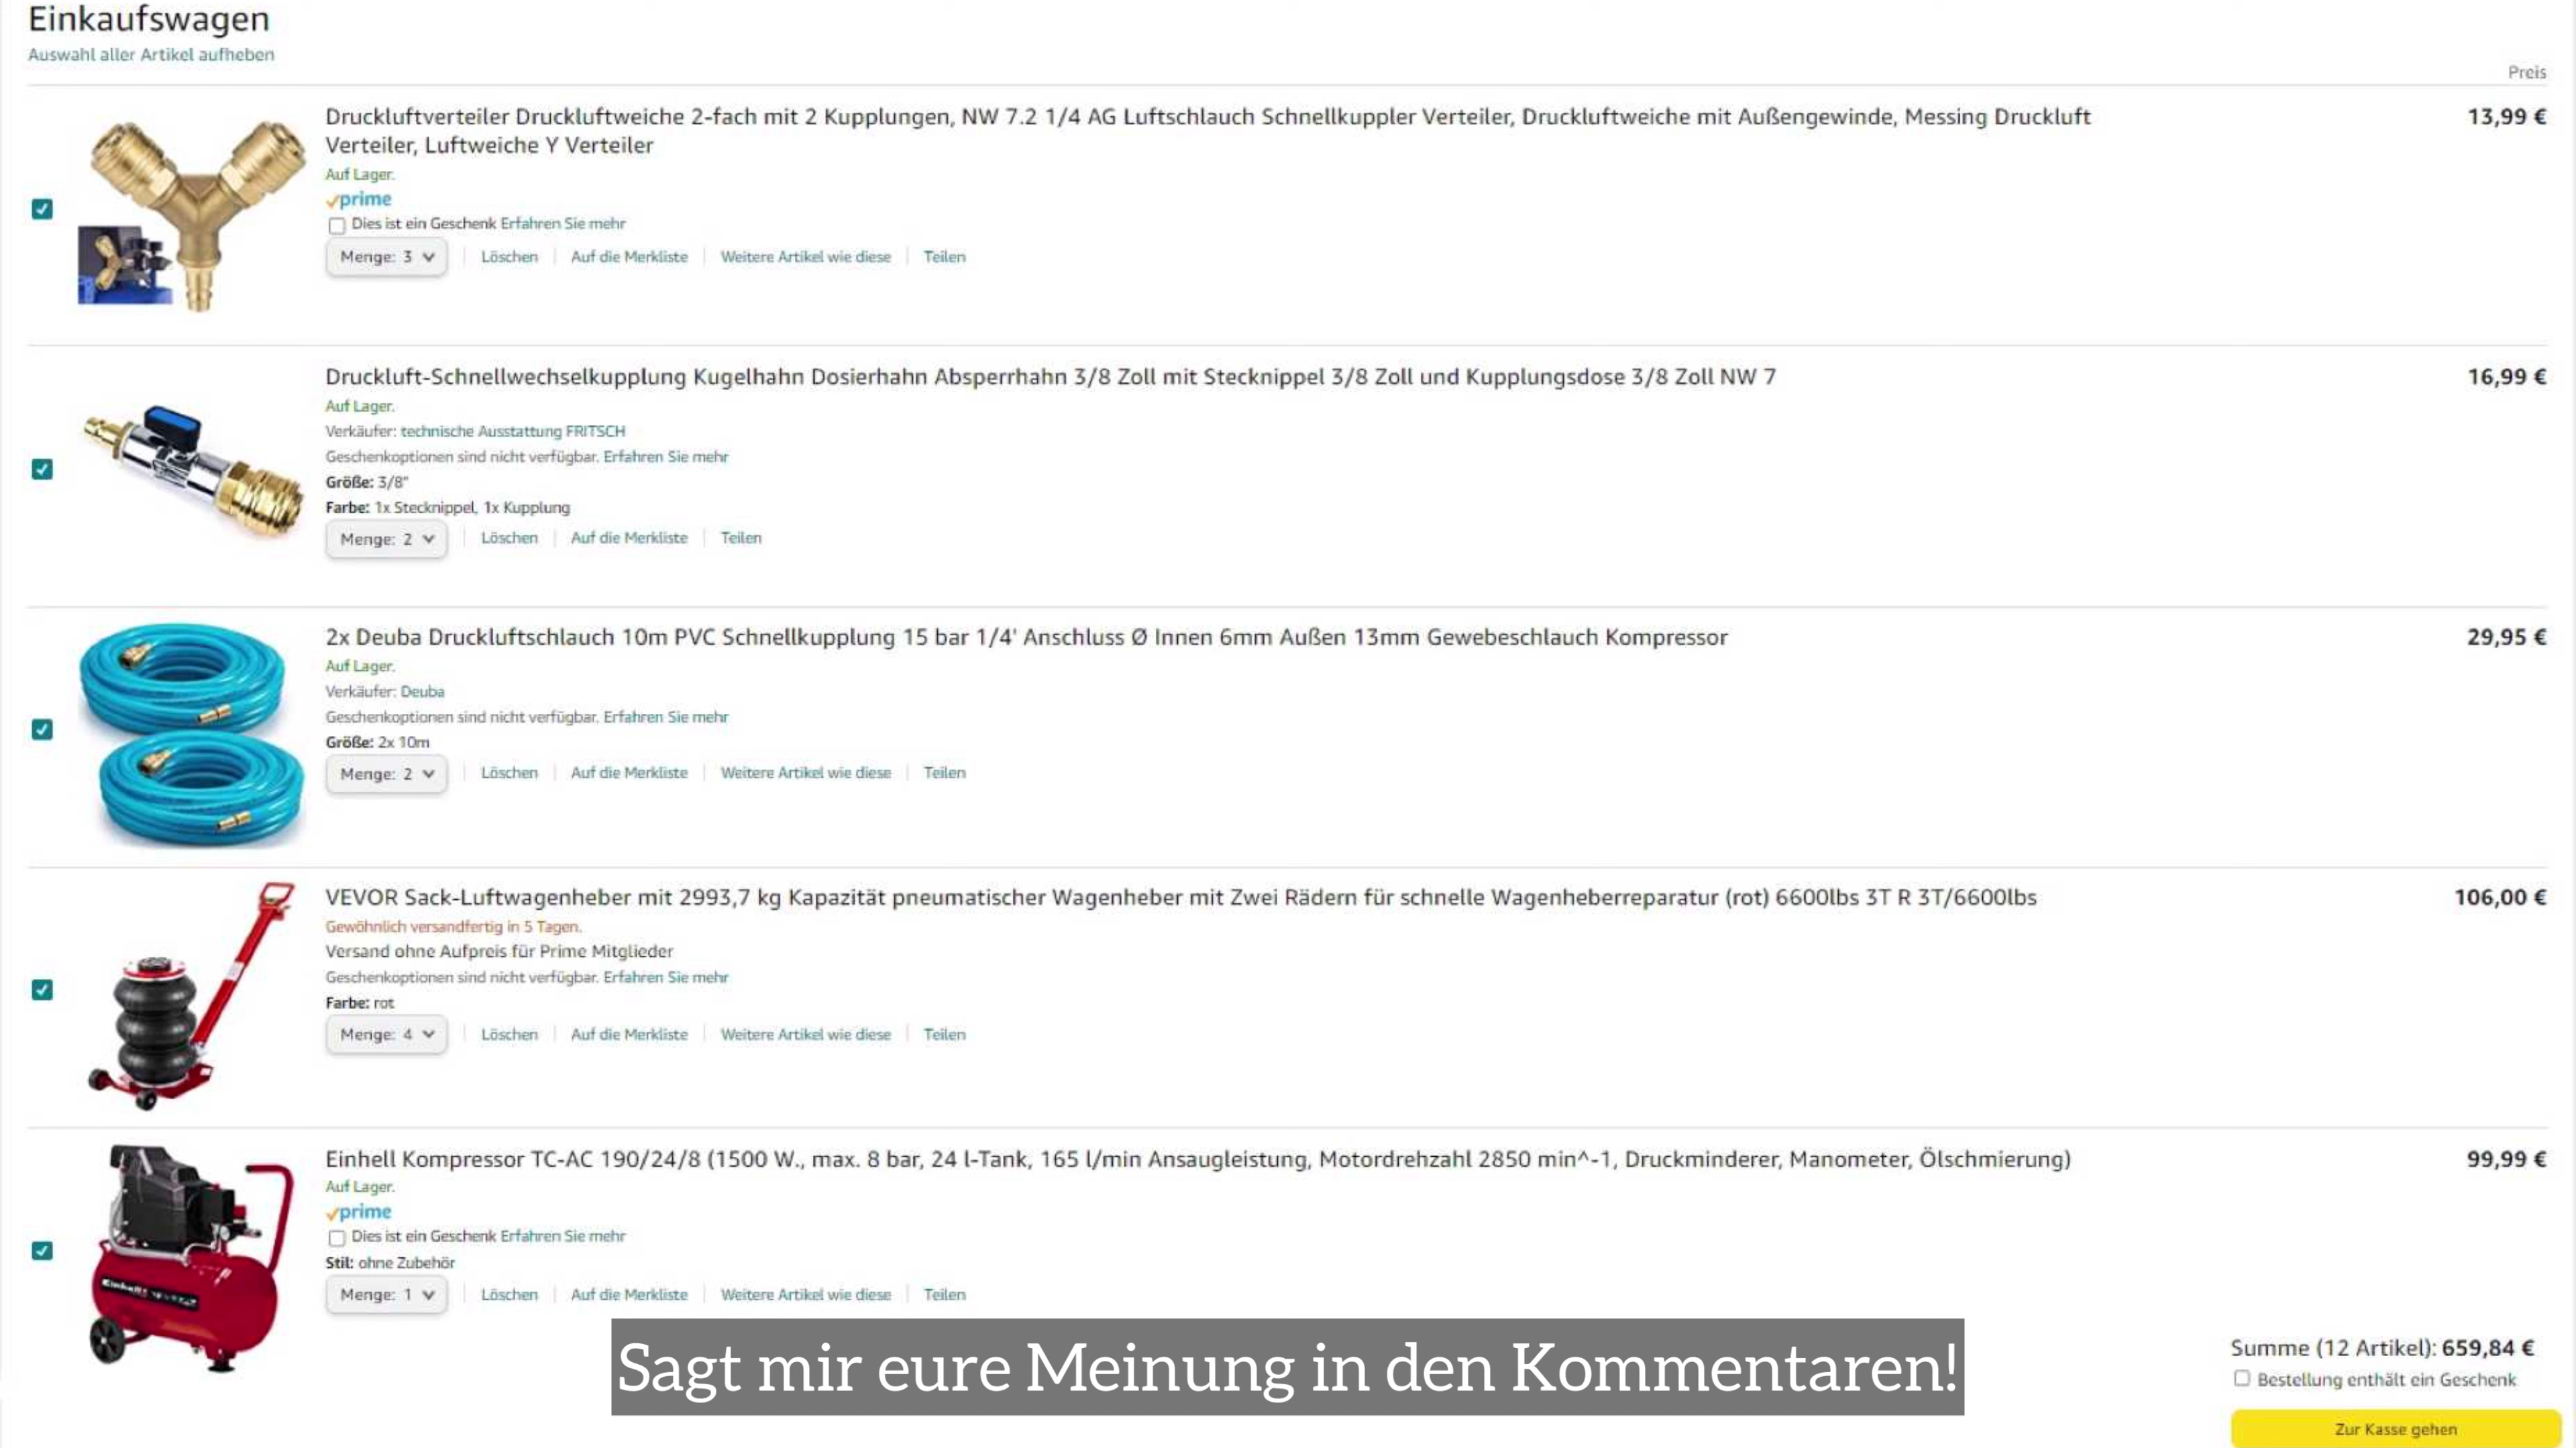 Einkaufswagen
Auswahl aller Artikel aufheben
Preis
Druckluftverteiler Druckluftweiche 2-fach mit 2 Kupplungen, NW 7.2 1/4 AG Luftschlauch Schnellkuppler Verteiler, Druckluftweiche mit Außengewinde, Messing Druckluft
Verteiler, Luftweiche Y Verteiler
13,99 €
Auf Lager.
prime
Dies ist ein Geschenk Erfahren Sie mehr
Menge: 3 Löschen Auf die Merkliste Weitere Artikel wie diese Teilen
Druckluft-Schnellwechselkupplung Kugelhahn Dosierhahn Absperrhahn 3/8 Zoll mit Stecknippel 3/8 Zoll und Kupplungsdose 3/8 Zoll NW 7
16,99 €
Auf Lager.
Verkäufer: technische Ausstattung FRITSCH
Geschenkoptionen sind nicht verfügbar. Erfahren Sie mehr
Größe: 3/8"
Farbe: 1x Stecknippel, 1x Kupplung
Menge: 2 Löschen Auf die Merkliste Teilen
2x Deuba Druckluftschlauch 10m PVC Schnellkupplung 15 bar 1/4' Anschluss Ø Innen 6mm Außen 13mm Gewebeschlauch Kompressor
29,95 €
Auf Lager.
Verkäufer: Deuba
Geschenkoptionen sind nicht verfügbar. Erfahren Sie mehr
Größe: 2x 10m
Menge: 2 Löschen Auf die Merkliste Weitere Artikel wie diese Teilen
VEVOR Sack-Luftwagenheber mit 2993,7 kg Kapazität pneumatischer Wagenheber mit Zwei Rädern für schnelle Wagenheberreparatur (rot) 6600lbs 3T R 3T/6600lbs
106,00 €
Gewöhnlich versandfertig in 5 Tagen.
Versand ohne Aufpreis für Prime Mitglieder
Geschenkoptionen sind nicht verfügbar. Erfahren Sie mehr
Farbe: rot
Menge: 4 Löschen Auf die Merkliste Weitere Artikel wie diese Teilen
Einhell Kompressor TC-AC 190/24/8 (1500 W., max. 8 bar, 24 l-Tank, 165 l/min Ansaugleistung, Motordrehzahl 2850 min^-1, Druckminderer, Manometer, Ölschmierung)
99,99 €
Auf Lager.
prime
Dies ist ein Geschenk Erfahren Sie mehr
Stil: ohne Zubehör
Menge: 1 Löschen Auf die Merkliste Weitere Artikel wie diese Teilen
Einhell
Sagt mir eure Meinung in den Kommentaren!
Summe (12 Artikel): 659,84 €
Bestellung enthält ein Geschenk
Zur Kasse gehen